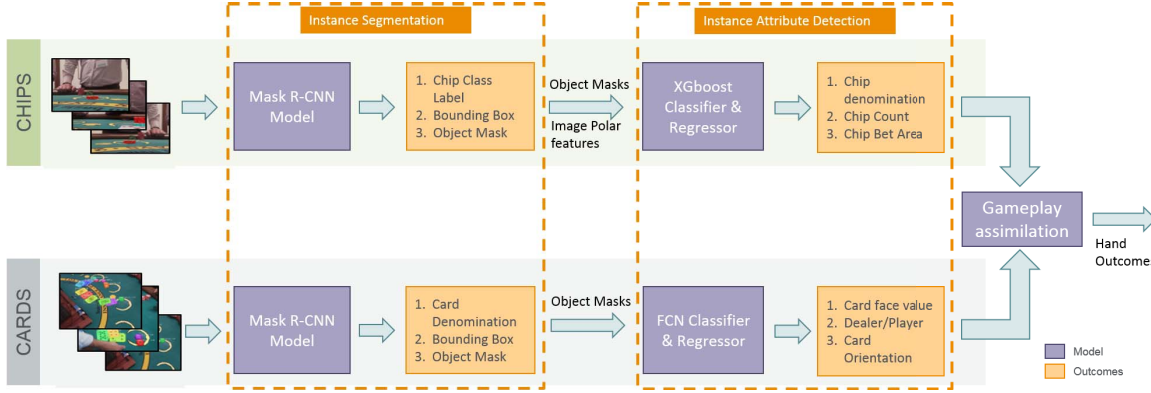 Instance Segmentation
Instance Attribute Detection
CHIPS
Mask R-CNN
Model
1. Chip Class
Label
2. Bounding Box
3. Object Mask
Object Masks
Image Polar
features
XGboost
Classifier &
Regressor
1. Chip
denomination
2. Chip Count
3. Chip Bet Area
Gameplay
assimilation
Hand
Outcomes
CARDS
Mask R-CNN
Model
1. Card
Denomination
2. Bounding Box
3. Object Mask
Object Masks
FCN Classifier
& Regressor
1. Card face value
2. Dealer/Player
3. Card
Orientation
Model
Outcomes